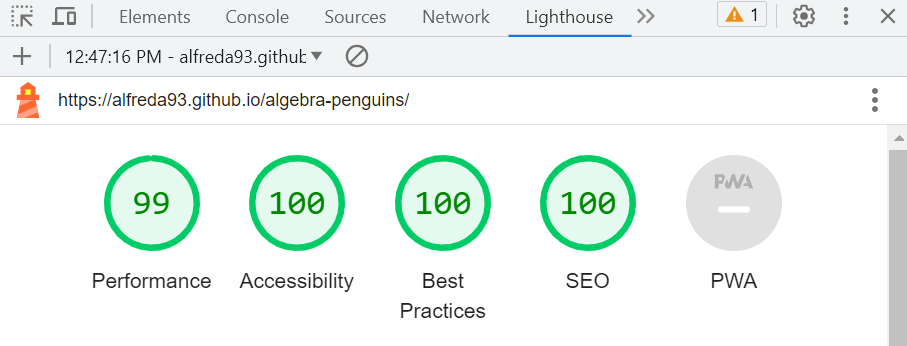 Elements Console Sources Network Lighthouse 1
12:47:16 PM - alfreda93.github
https://alfreda93.github.io/algebra-penguins/
99 100 100 100 PWA
Performance Accessibility Best SEO PWA
Practices